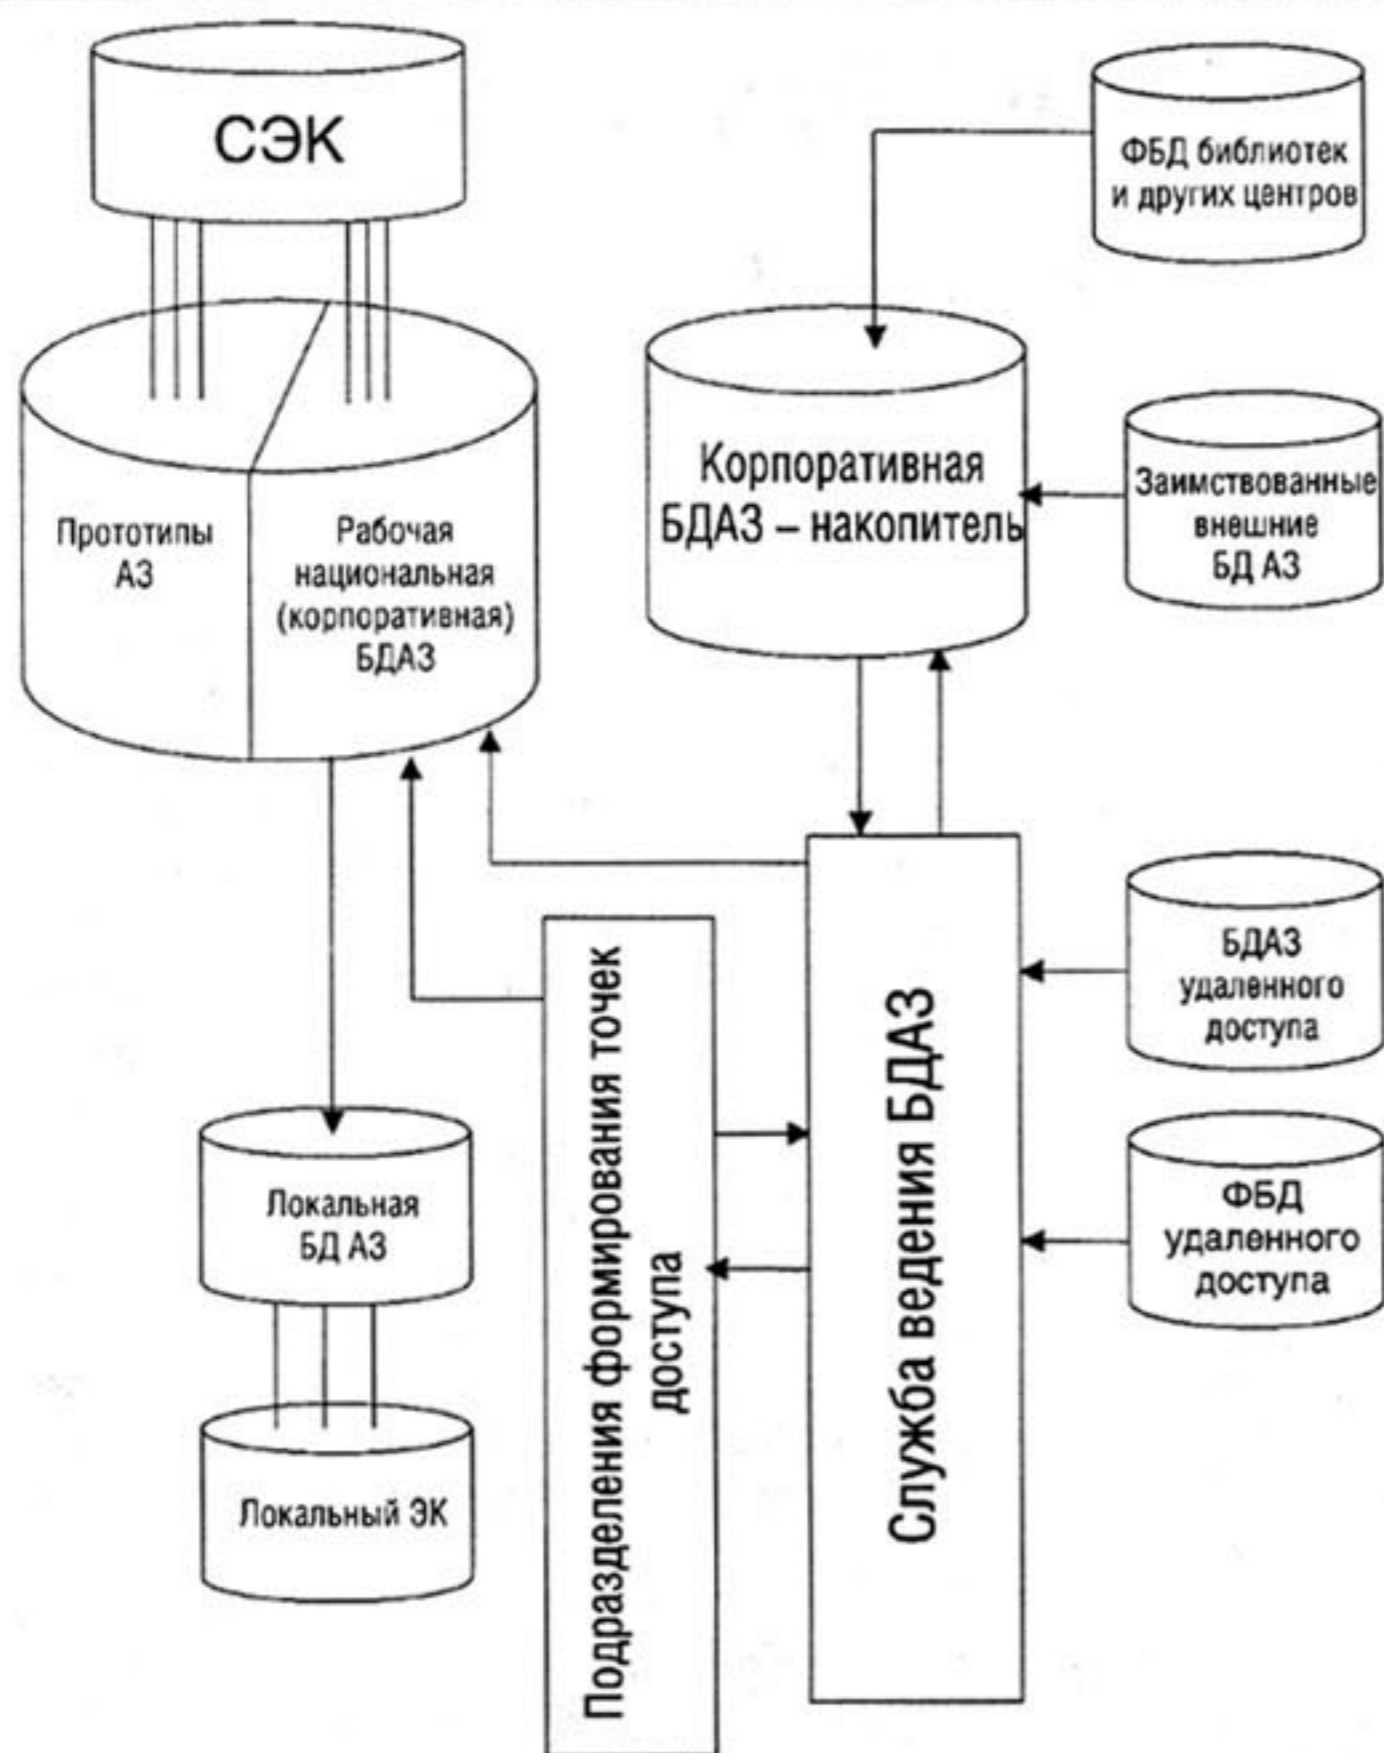 СЭК
ФБД библиотек
и других центров
Корпоративная
БДАЗ – накопитель
Заимствованные
внешние
БД АЗ
Прототипы
АЗ
Рабочая
национальная
(корпоративная)
БДАЗ
БДАЗ
удаленного
доступа
ФБД
удаленного
доступа
Служба ведения БДАЗ
Подразделения формирования точек
доступа
Локальная
БД АЗ
Локальный ЭК